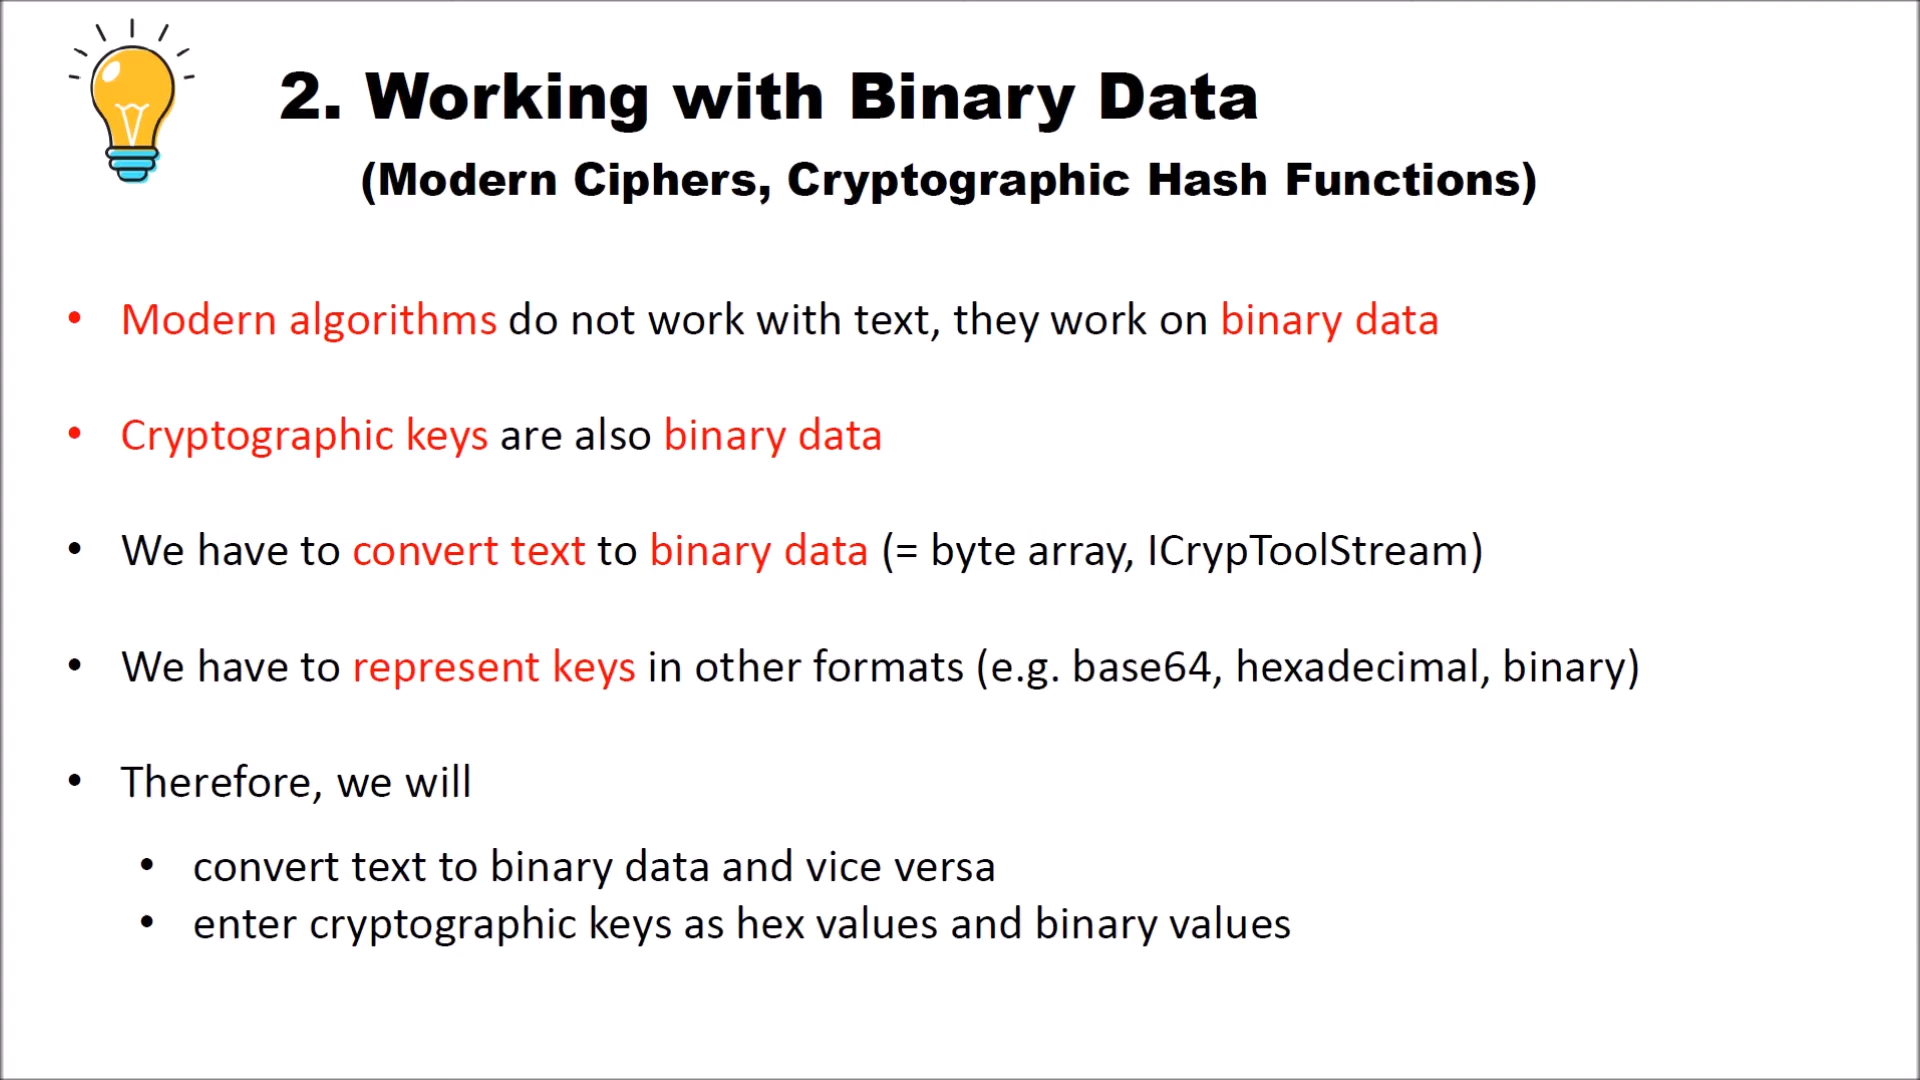 2. Working with Binary Data
(Modern Ciphers, Cryptographic Hash Functions)
• Modern algorithms do not work with text, they work on binary data
• Cryptographic keys are also binary data
• We have to convert text to binary data (= byte array, ICrypToolStream)
• We have to represent keys in other formats (e.g. base64, hexadecimal, binary)
• Therefore, we will
• convert text to binary data and vice versa
• enter cryptographic keys as hex values and binary values